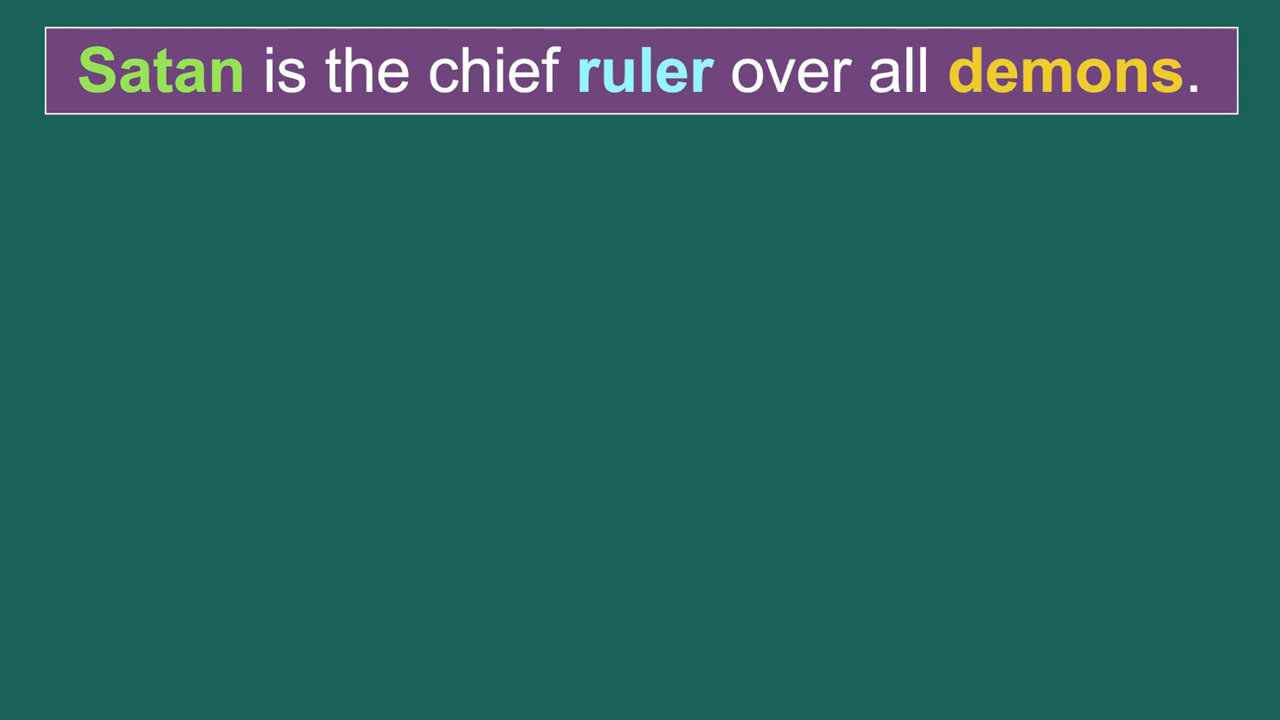 Satan is the chief ruler over all demons.